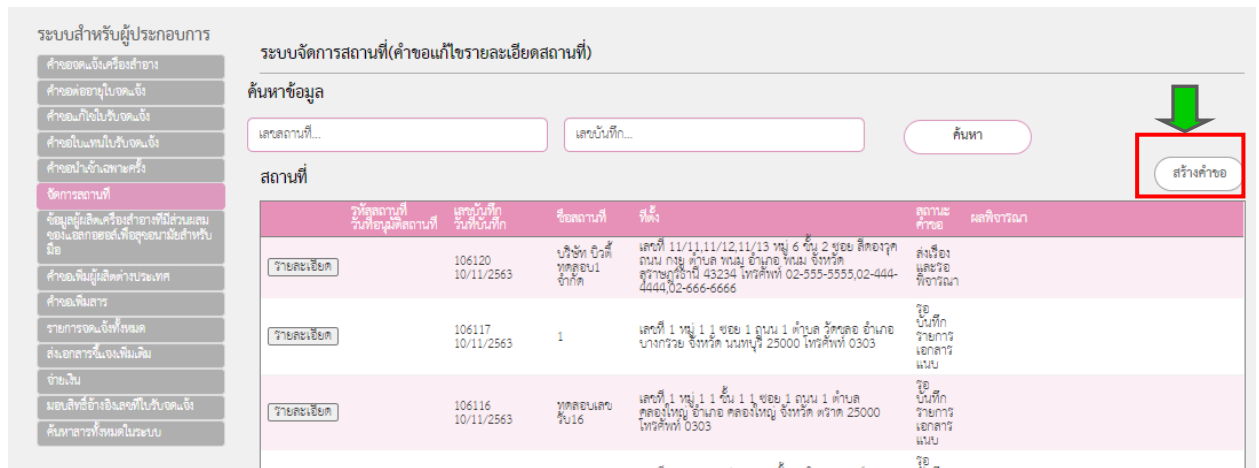 ระบบสำหรับผู้ประกอบการ
คำขอจดแจ้งเครื่องสำอาง
คำขอต่ออายุใบจดแจ้ง
คำขอแก้ไขใบรับจดแจ้ง
คำขอใบแทนใบรับจดแจ้ง
คำขอนำเข้าเฉพาะครั้ง
จัดการสถานที่
ข้อมูลผู้ผลิตเครื่องสำอางที่มีส่วนผสม
ของแอลกอฮอล์เพื่อสุขอนามัยสำหรับ
มือ
คำขอเพิ่มผู้ผลิตต่างประเทศ
คำขอเพิ่มสาร
รายการจดแจ้งทั้งหมด
ส่งเอกสารชี้แจงเพิ่มเติม
จ่ายเงิน
มอบสิทธิ์อ้างอิงเลขที่ใบรับจดแจ้ง
ค้นหาสารทั้งหมดในระบบ
ระบบจัดการสถานที่(คำขอแก้ไขรายละเอียดสถานที่)
ค้นหาข้อมูล
เลขสถานที่...
เลขบันทึก...
ค้นหา
สถานที่
สร้างคำขอ
รหัสสถานที่
วันที่อนุมัติสถานที่
เลขบันทึก
วันที่บันทึก
ชื่อสถานที่
ที่ตั้ง
สถานะ
คำขอ
ผลพิจารณา
รายละเอียด
106120
10/11/2563
บริษัท บิวตี้
ทดสอบ1
จำกัด
เลขที่ 11/11,11/12,11/13 หมู่ 6 ชั้น 2 ซอย สี่คองวุค
ถนน กงยู ตำบล พนม อำเภอ พนม จังหวัด
สุราษฎร์ธานี 43234 โทรศัพท์ 02-555-5555,02-444-
4444,02-666-6666
ส่งเรื่อง
และรอ
พิจารณา
รายละเอียด
106117
10/11/2563
1
เลขที่ 1 หมู่ 1 1 ซอย 1 ถนน 1 ตำบล วัดชลอ อำเภอ
บางกรวย จังหวัด นนทบุรี 25000 โทรศัพท์ 0303
รอ
บันทึก
รายการ
เอกสาร
แนบ
รายละเอียด
106116
10/11/2563
ทดสอบเลข
รับ16
เลขที่ 1 หมู่ 1 1 ชั้น 1 1 ซอย 1 ถนน 1 ตำบล
คลองใหญ่ อำเภอ คลองใหญ่ จังหวัด ตราด 25000
โทรศัพท์ 0303
รอ
บันทึก
รายการ
เอกสาร
แนบ
รอ